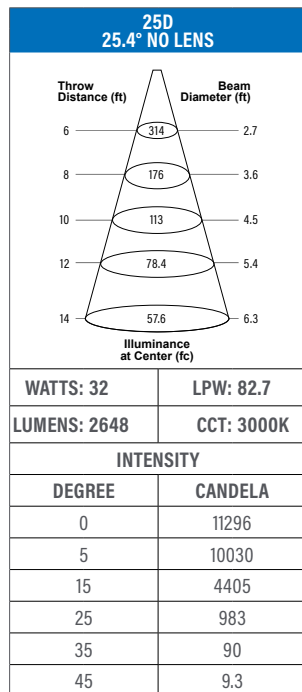 25D
25.4° NO LENS
Throw Beam
Distance (ft) Diameter (ft)
6 314 2.7
8 176 3.6
10 113 4.5
12 78.4 5.4
14 57.6 6.3
Illuminance
at Center (fc)
WATTS: 32 LPW: 82.7
LUMENS: 2648 CCT: 3000K
INTENSITY
DEGREE CANDELA
0 11296
5 10030
15 4405
25 983
35 90
45 9.3